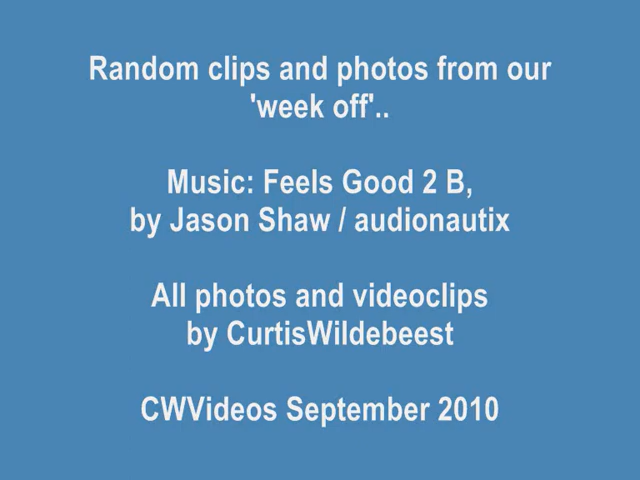 Random clips and photos from our
'week off'..
Music: Feels Good 2 B,
by Jason Shaw / audionautix
All photos and videoclips
by CurtisWildebeest
CWVideos September 2010